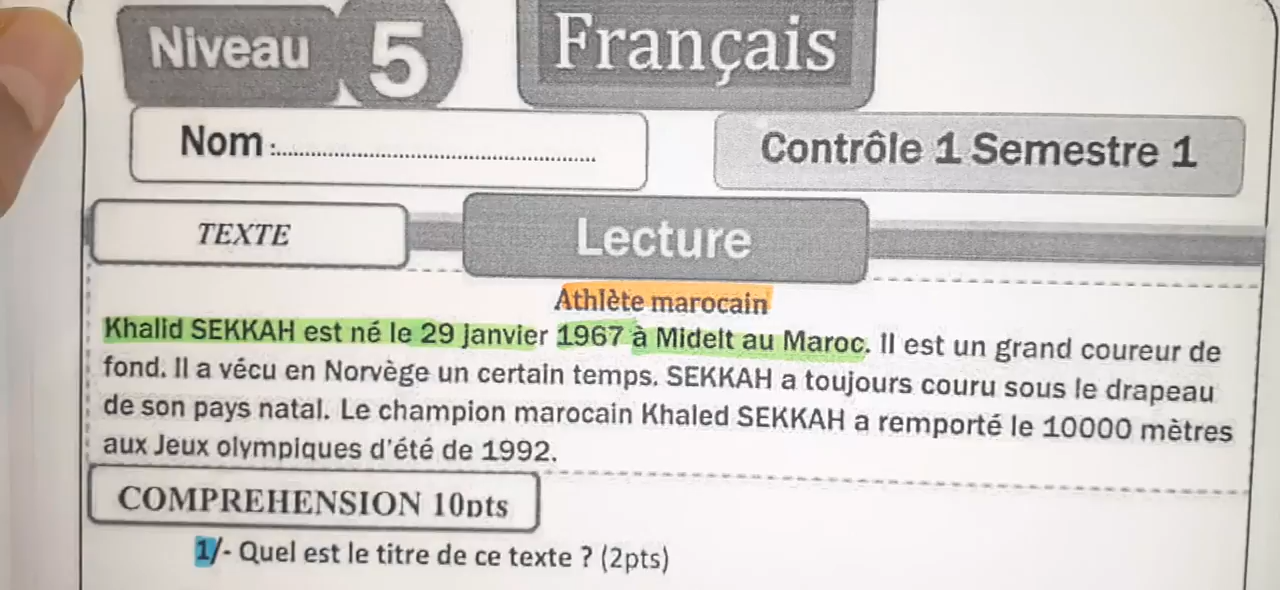 Niveau 5
Français
Nom :..............................................................
Contrôle 1 Semestre 1
TEXTE
Lecture
Athlète marocain
Khalid SEKKAH est né le 29 janvier 1967 à Midelt au Maroc. Il est un grand coureur de
fond. Il a vécu en Norvège un certain temps. SEKKAH a toujours couru sous le drapeau
de son pays natal. Le champion marocain Khaled SEKKAH a remporté le 10000 mètres
aux Jeux olympiques d'été de 1992.
COMPREHENSION 10pts
1/- Quel est le titre de ce texte ? (2pts)